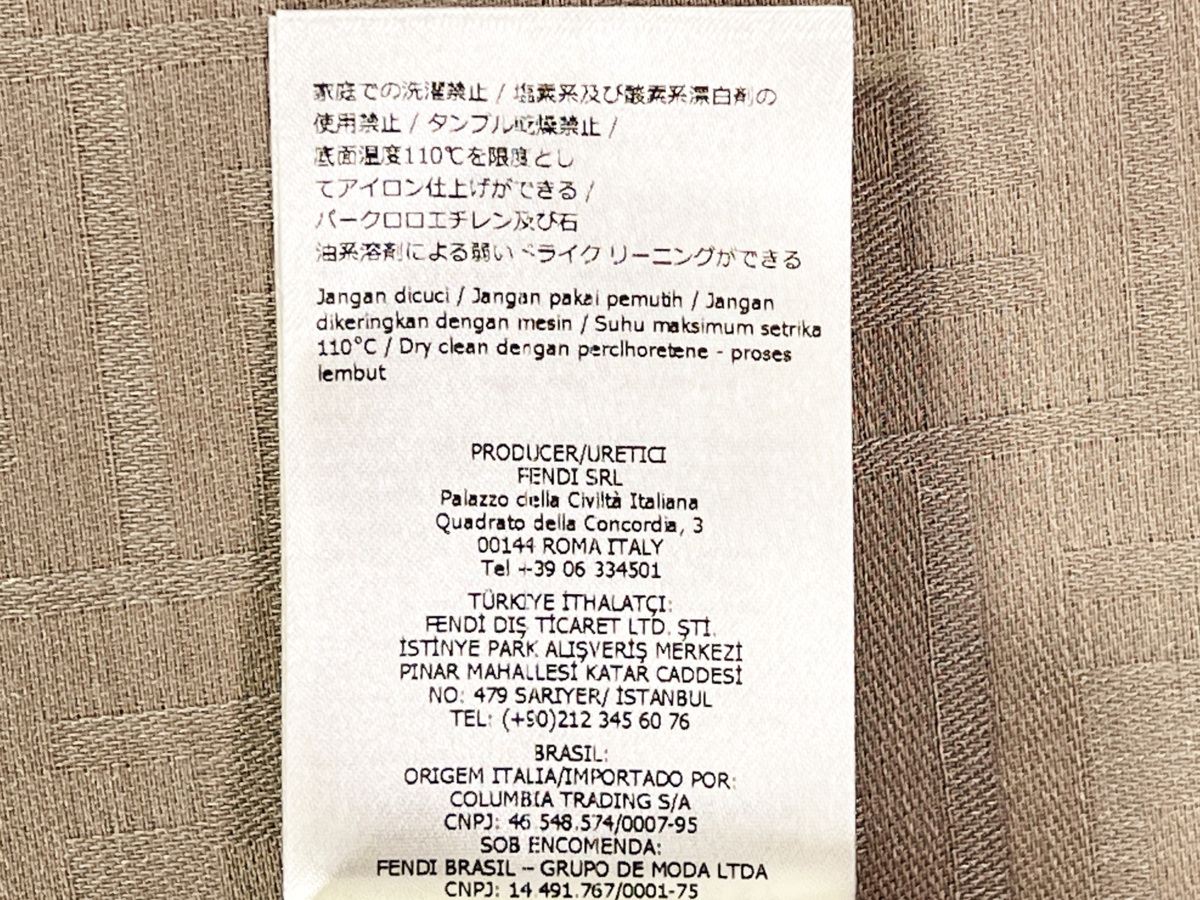 家庭での洗濯禁止 / 塩素系及び酸素系漂白剤の
使用禁止 / タンブル乾燥禁止 /
底面温度110℃を限度とし
てアイロン仕上げができる /
パークロロエチレン及び石
油系溶剤による弱いドライクリーニングができる
Jangan dicuci / Jangan pakai pemutih / Jangan
dikeringkan dengan mesin / Suhu maksimum setrika
110°C / Dry clean dengan perclhoretene - proses
lembut
PRODUCER/URETICI
FENDI SRL
Palazzo della Civiltà Italiana
Quadrato della Concordia, 3
00144 ROMA ITALY
Tel +39 06 334501
TÜRKİYE İTHALATÇI:
FENDİ DIŞ TİCARET LTD. ŞTİ.
İSTİNYE PARK ALIŞVERİŞ MERKEZİ
PINAR MAHALLESİ KATAR CADDESİ
NO: 479 SARIYER/ İSTANBUL
TEL: (+90)212 345 60 76
BRASIL:
ORIGEM ITALIA/IMPORTADO POR:
COLUMBIA TRADING S/A
CNPJ: 46.548.574/0007-95
SOB ENCOMENDA:
FENDI BRASIL – GRUPO DE MODA LTDA
CNPJ: 14.491.767/0001-75